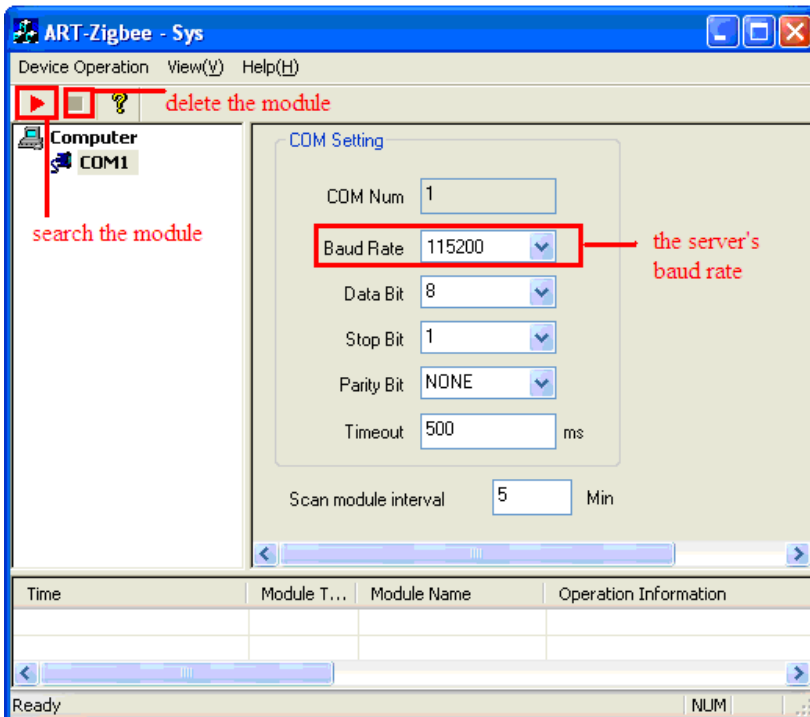 ART-Zigbee - Sys
Device Operation View(V) Help(H)
? delete the module
Computer
COM1
search the module
COM Setting
COM Num 1
Baud Rate 115200
the server's
baud rate
Data Bit 8
Stop Bit 1
Parity Bit NONE
Timeout 500 ms
Scan module interval 5 Min
Time Module T... Module Name Operation Information
Ready NUM